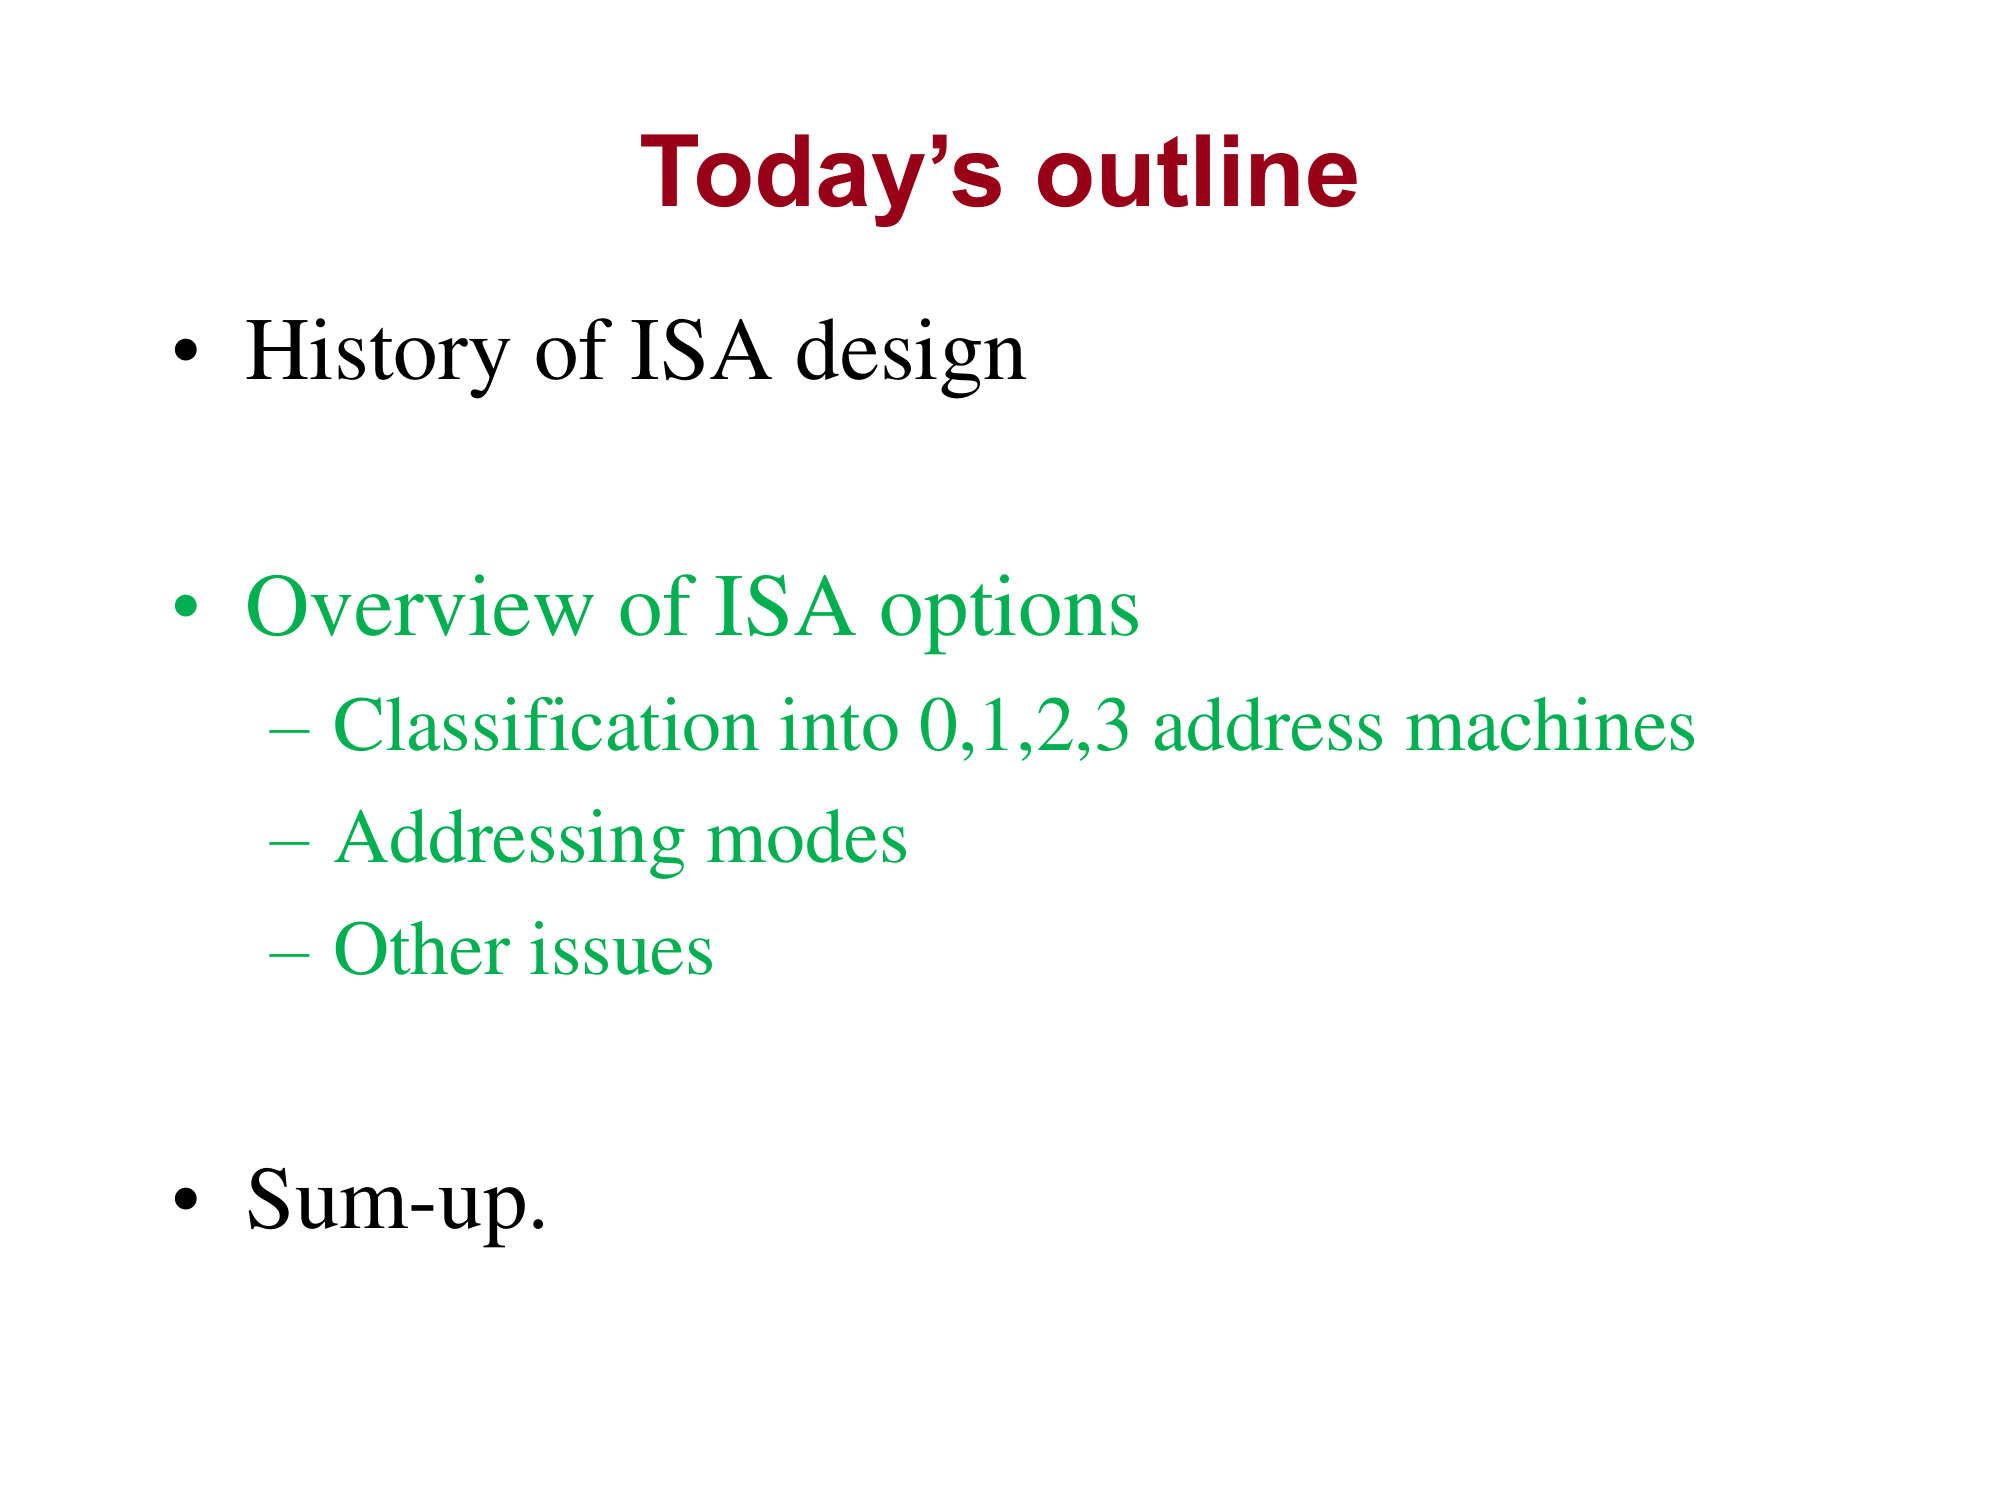 Today’s outline
• History of ISA design
• Overview of ISA options
– Classification into 0,1,2,3 address machines
– Addressing modes
– Other issues
• Sum-up.